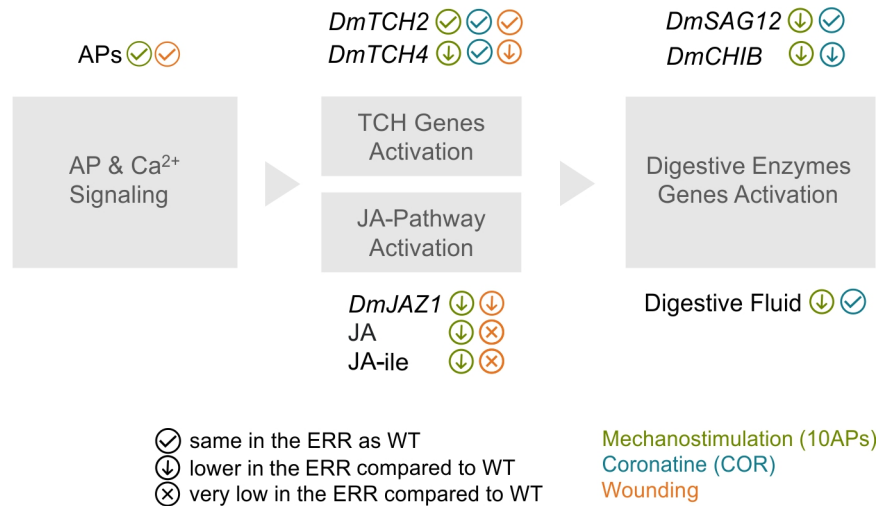 APs
DmTCH2
DmTCH4
DmSAG12
DmCHIB
AP & Ca²⁺
Signaling
TCH Genes
Activation
JA-Pathway
Activation
Digestive Enzymes
Genes Activation
DmJAZ1
JA
JA-ile
Digestive Fluid
same in the ERR as WT
lower in the ERR compared to WT
very low in the ERR compared to WT
Mechanostimulation (10APs)
Coronatine (COR)
Wounding